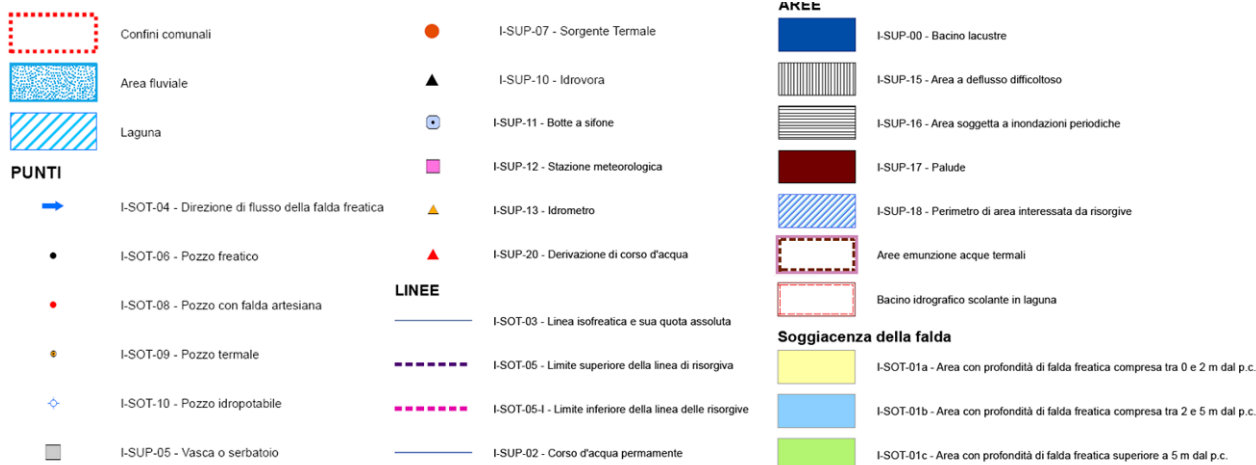 Confini comunali
Area fluviale
Laguna
PUNTI
I-SOT-04 - Direzione di flusso della falda freatica
I-SOT-06 - Pozzo freatico
I-SOT-08 - Pozzo con falda artesiana
I-SOT-09 - Pozzo termale
I-SOT-10 - Pozzo idropotabile
I-SUP-05 - Vasca o serbatoio
I-SUP-07 - Sorgente Termale
I-SUP-10 - Idrovora
I-SUP-11 - Botte a sifone
I-SUP-12 - Stazione meteorologica
I-SUP-13 - Idrometro
I-SUP-20 - Derivazione di corso d'acqua
LINEE
I-SOT-03 - Linea isofreatica e sua quota assoluta
I-SOT-05 - Limite superiore della linea di risorgiva
I-SOT-05-I - Limite inferiore della linea delle risorgive
I-SUP-02 - Corso d'acqua permamente
AREE
I-SUP-00 - Bacino lacustre
I-SUP-15 - Area a deflusso difficoltoso
I-SUP-16 - Area soggetta a inondazioni periodiche
I-SUP-17 - Palude
I-SUP-18 - Perimetro di area interessata da risorgive
Aree emunzione acque termali
Bacino idrografico scolante in laguna
Soggiacenza della falda
I-SOT-01a - Area con profondità di falda freatica compresa tra 0 e 2 m dal p.c.
I-SOT-01b - Area con profondità di falda freatica compresa tra 2 e 5 m dal p.c.
I-SOT-01c - Area con profondità di falda freatica superiore a 5 m dal p.c.